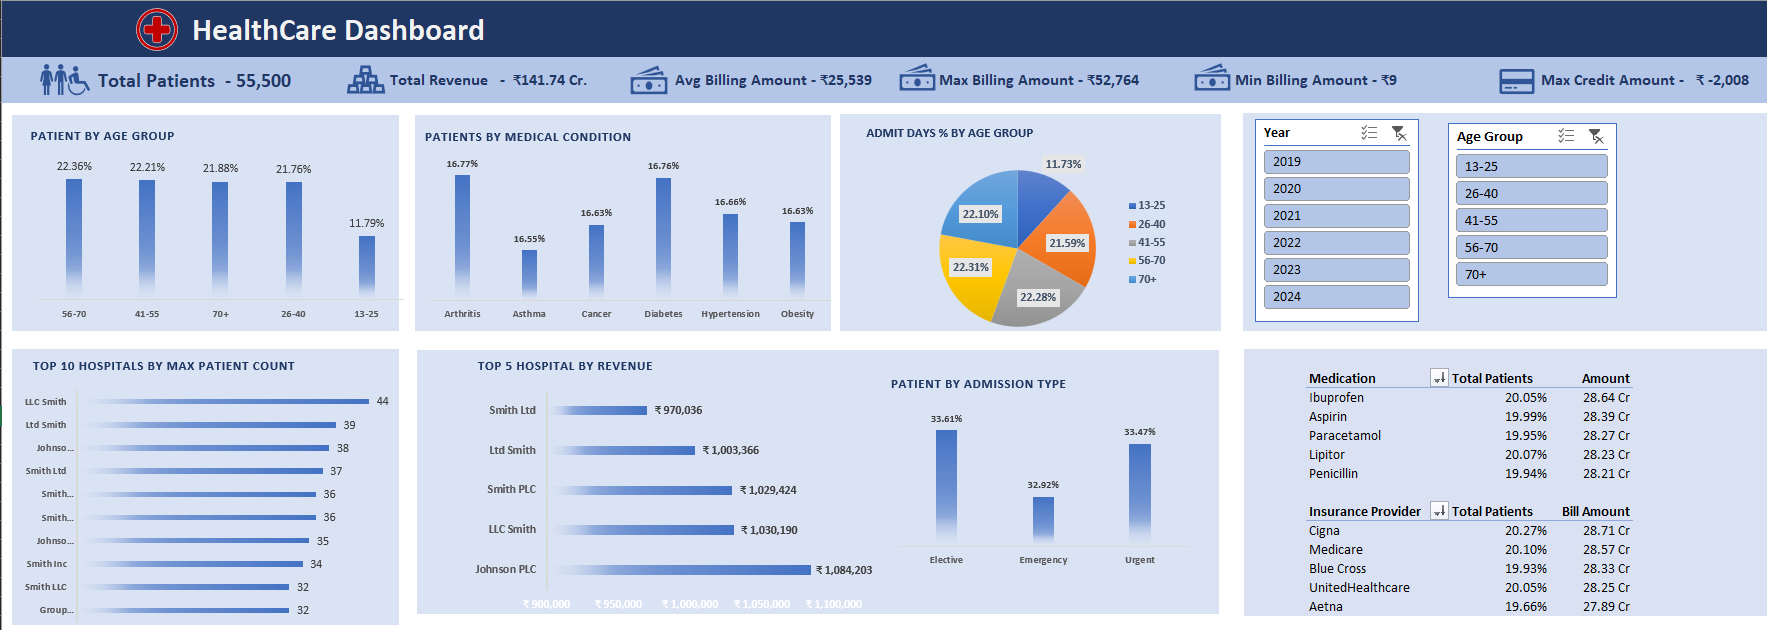 HealthCare Dashboard
Total Patients - 55,500
Total Revenue - ₹141.74 Cr.
Avg Billing Amount - ₹25,539
Max Billing Amount - ₹52,764
Min Billing Amount - ₹9
Max Credit Amount - ₹ -2,008
PATIENT BY AGE GROUP
22.36% 22.21% 21.88% 21.76% 11.79%
56-70 41-55 70+ 26-40 13-25
PATIENTS BY MEDICAL CONDITION
16.77% 16.55% 16.63% 16.76% 16.66% 16.63%
Arthritis Asthma Cancer Diabetes Hypertension Obesity
ADMIT DAYS % BY AGE GROUP
11.73%
21.59%
22.28%
22.31%
22.10%
13-25
26-40
41-55
56-70
70+
Year
2019
2020
2021
2022
2023
2024
Age Group
13-25
26-40
41-55
56-70
70+
TOP 10 HOSPITALS BY MAX PATIENT COUNT
LLC Smith 44
Ltd Smith 39
Johnso... 38
Smith Ltd 37
Smith... 36
Smith... 36
Johnso... 35
Smith Inc 34
Smith LLC 32
Group... 32
TOP 5 HOSPITAL BY REVENUE
Smith Ltd ₹ 970,036
Ltd Smith ₹ 1,003,366
Smith PLC ₹ 1,029,424
LLC Smith ₹ 1,030,190
Johnson PLC ₹ 1,084,203
₹ 900,000 ₹ 950,000 ₹ 1,000,000 ₹ 1,050,000 ₹ 1,100,000
PATIENT BY ADMISSION TYPE
33.61% 32.92% 33.47%
Elective Emergency Urgent
Medication Total Patients Amount
Ibuprofen 20.05% 28.64 Cr
Aspirin 19.99% 28.39 Cr
Paracetamol 19.95% 28.27 Cr
Lipitor 20.07% 28.23 Cr
Penicillin 19.94% 28.21 Cr
Insurance Provider Total Patients Bill Amount
Cigna 20.27% 28.71 Cr
Medicare 20.10% 28.57 Cr
Blue Cross 19.93% 28.33 Cr
UnitedHealthcare 20.05% 28.25 Cr
Aetna 19.66% 27.89 Cr